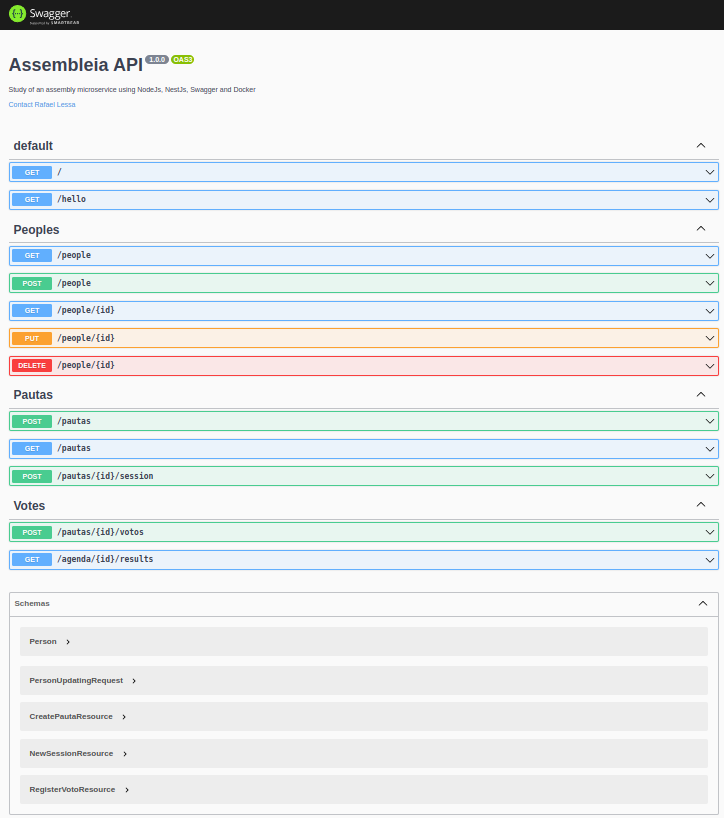 Swagger
Supported by SMARTBEAR
Assembleia API 1.0.0 OAS3
Study of an assembly microservice using NodeJs, NestJs, Swagger and Docker
Contact Rafael Lessa
default
GET /
GET /hello
Peoples
GET /people
POST /people
GET /people/{id}
PUT /people/{id}
DELETE /people/{id}
Pautas
POST /pautas
GET /pautas
POST /pautas/{id}/session
Votes
POST /pautas/{id}/votos
GET /agenda/{id}/results
Schemas
Person
PersonUpdatingRequest
CreatePautaResource
NewSessionResource
RegisterVotoResource